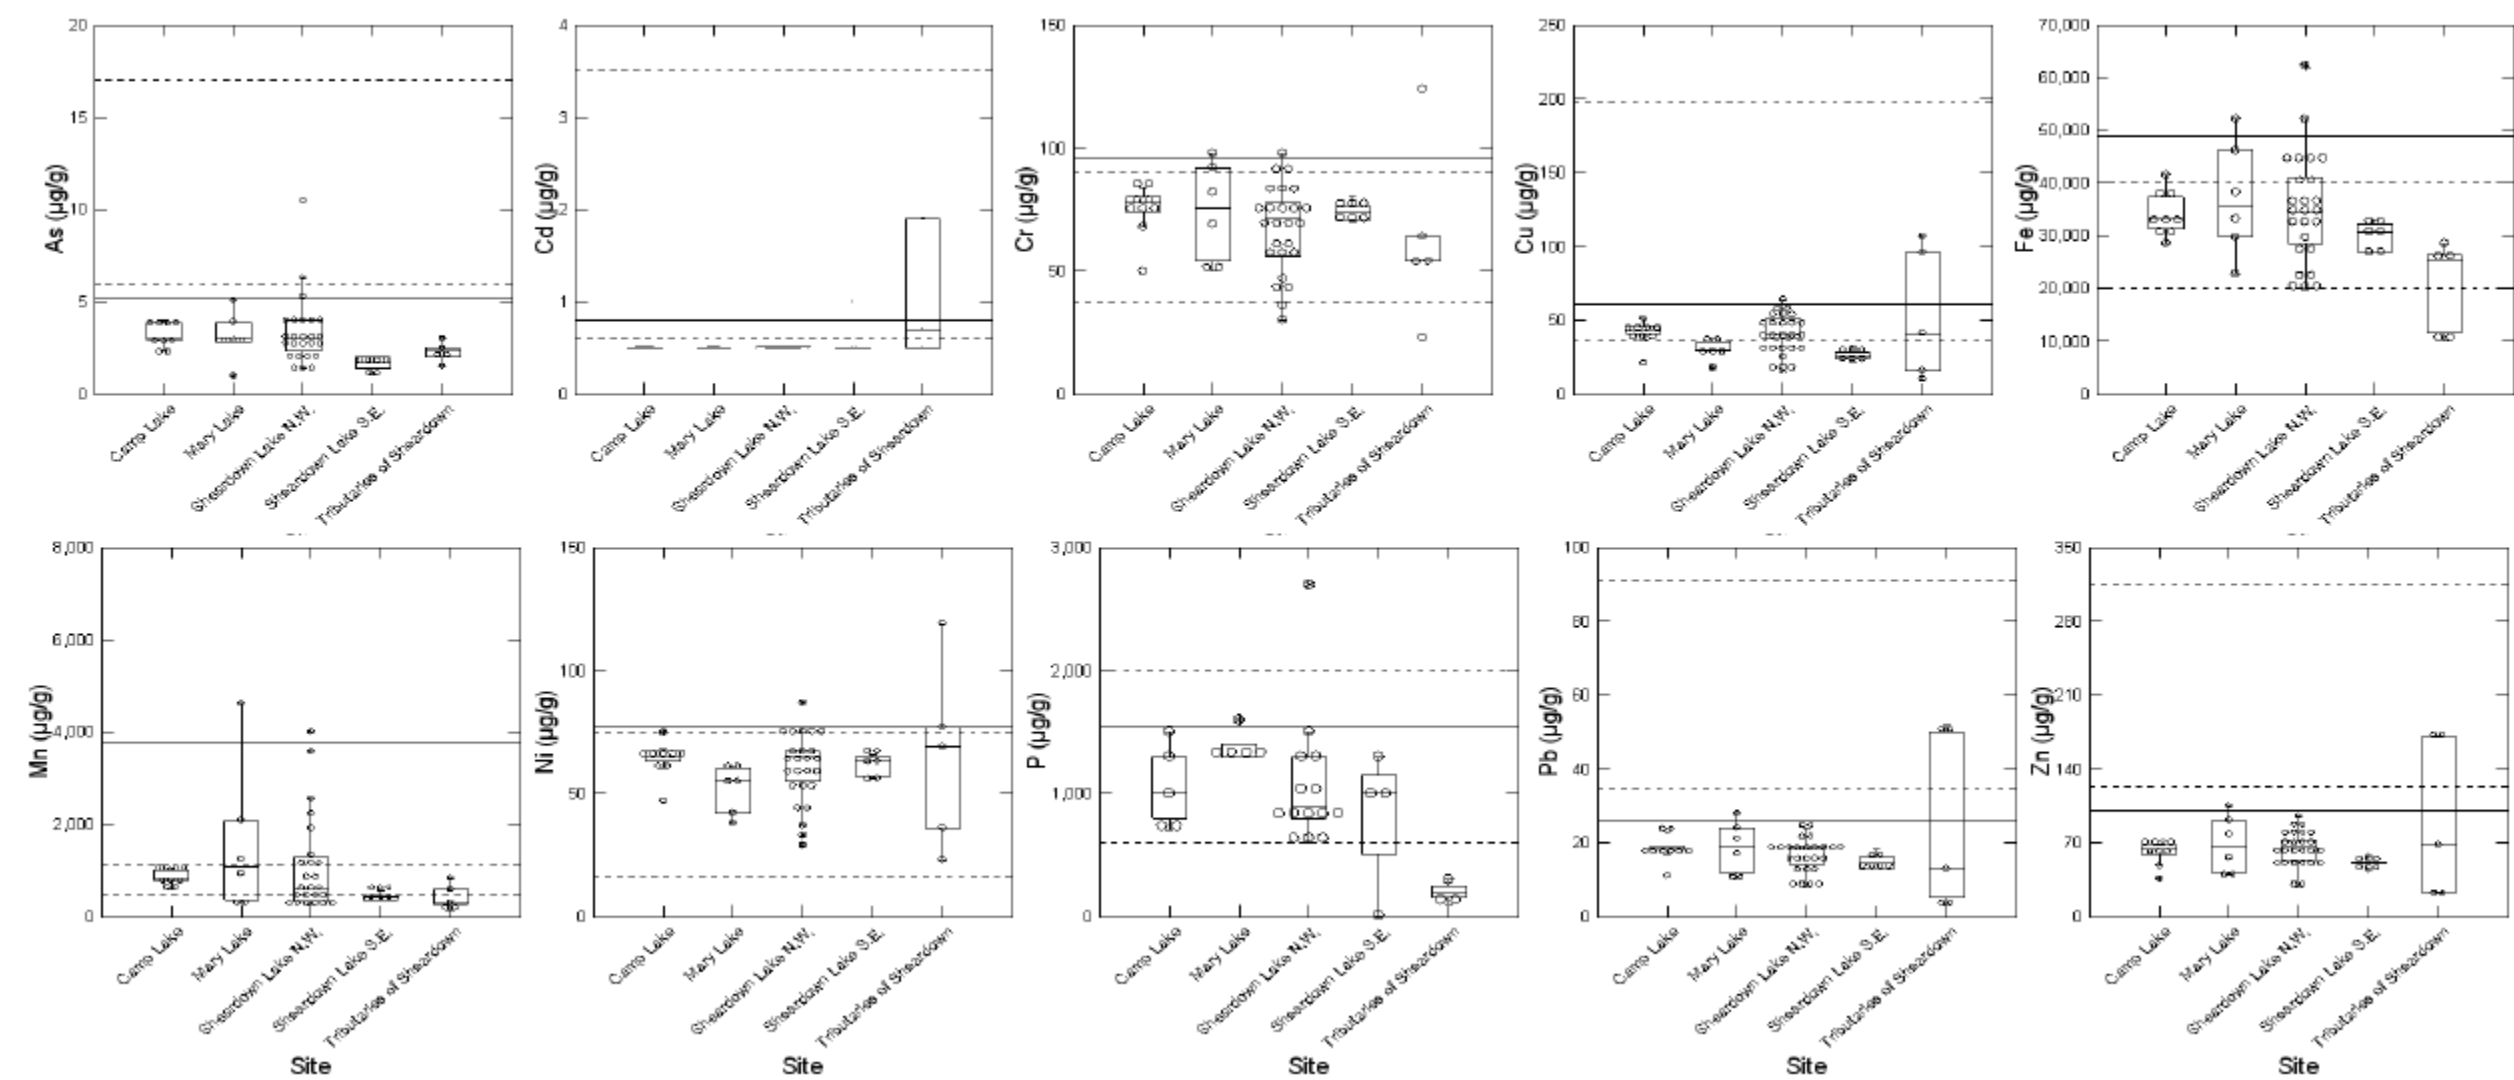 As (µg/g)
20
15
10
5
0
Camp Lake
Mary Lake
Sheardown Lake N.W.
Sheardown Lake S.E.
Tributaries of Sheardown
Cd (µg/g)
4
3
2
1
0
Camp Lake
Mary Lake
Sheardown Lake N.W.
Sheardown Lake S.E.
Tributaries of Sheardown
Cr (µg/g)
150
100
50
0
Camp Lake
Mary Lake
Sheardown Lake N.W.
Sheardown Lake S.E.
Tributaries of Sheardown
Cu (µg/g)
250
200
150
100
50
0
Camp Lake
Mary Lake
Sheardown Lake N.W.
Sheardown Lake S.E.
Tributaries of Sheardown
Fe (µg/g)
70,000
60,000
50,000
40,000
30,000
20,000
10,000
0
Camp Lake
Mary Lake
Sheardown Lake N.W.
Sheardown Lake S.E.
Tributaries of Sheardown
Mn (µg/g)
8,000
6,000
4,000
2,000
0
Camp Lake
Mary Lake
Sheardown Lake N.W.
Sheardown Lake S.E.
Tributaries of Sheardown
Site
Ni (µg/g)
150
100
50
0
Camp Lake
Mary Lake
Sheardown Lake N.W.
Sheardown Lake S.E.
Tributaries of Sheardown
Site
P (µg/g)
3,000
2,000
1,000
0
Camp Lake
Mary Lake
Sheardown Lake N.W.
Sheardown Lake S.E.
Tributaries of Sheardown
Site
Pb (µg/g)
100
80
60
40
20
0
Camp Lake
Mary Lake
Sheardown Lake N.W.
Sheardown Lake S.E.
Tributaries of Sheardown
Site
Zn (µg/g)
350
280
210
140
70
0
Camp Lake
Mary Lake
Sheardown Lake N.W.
Sheardown Lake S.E.
Tributaries of Sheardown
Site